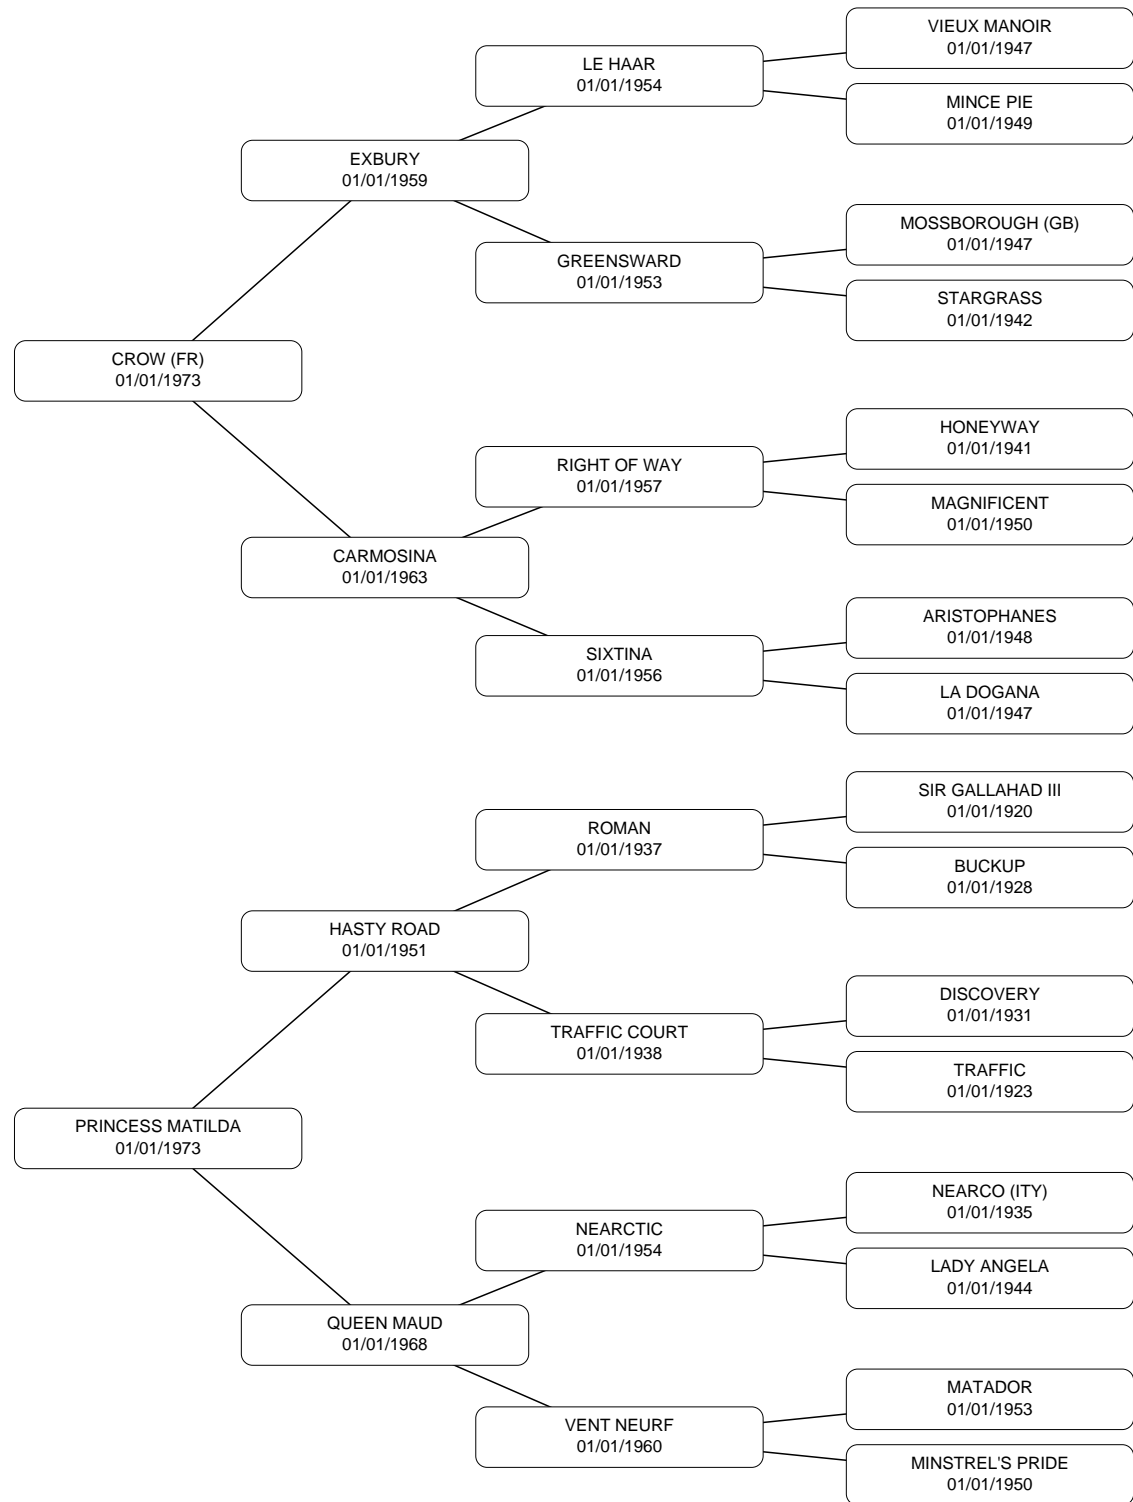 VIEUX MANOIR
01/01/1947
LE HAAR
01/01/1954
MINCE PIE
01/01/1949
EXBURY
01/01/1959
MOSSBOROUGH (GB)
01/01/1947
GREENSWARD
01/01/1953
STARGRASS
01/01/1942
CROW (FR)
01/01/1973
HONEYWAY
01/01/1941
RIGHT OF WAY
01/01/1957
MAGNIFICENT
01/01/1950
CARMOSINA
01/01/1963
ARISTOPHANES
01/01/1948
SIXTINA
01/01/1956
LA DOGANA
01/01/1947
SIR GALLAHAD III
01/01/1920
ROMAN
01/01/1937
BUCKUP
01/01/1928
HASTY ROAD
01/01/1951
DISCOVERY
01/01/1931
TRAFFIC COURT
01/01/1938
TRAFFIC
01/01/1923
PRINCESS MATILDA
01/01/1973
NEARCO (ITY)
01/01/1935
NEARCTIC
01/01/1954
LADY ANGELA
01/01/1944
QUEEN MAUD
01/01/1968
MATADOR
01/01/1953
VENT NEURF
01/01/1960
MINSTREL'S PRIDE
01/01/1950